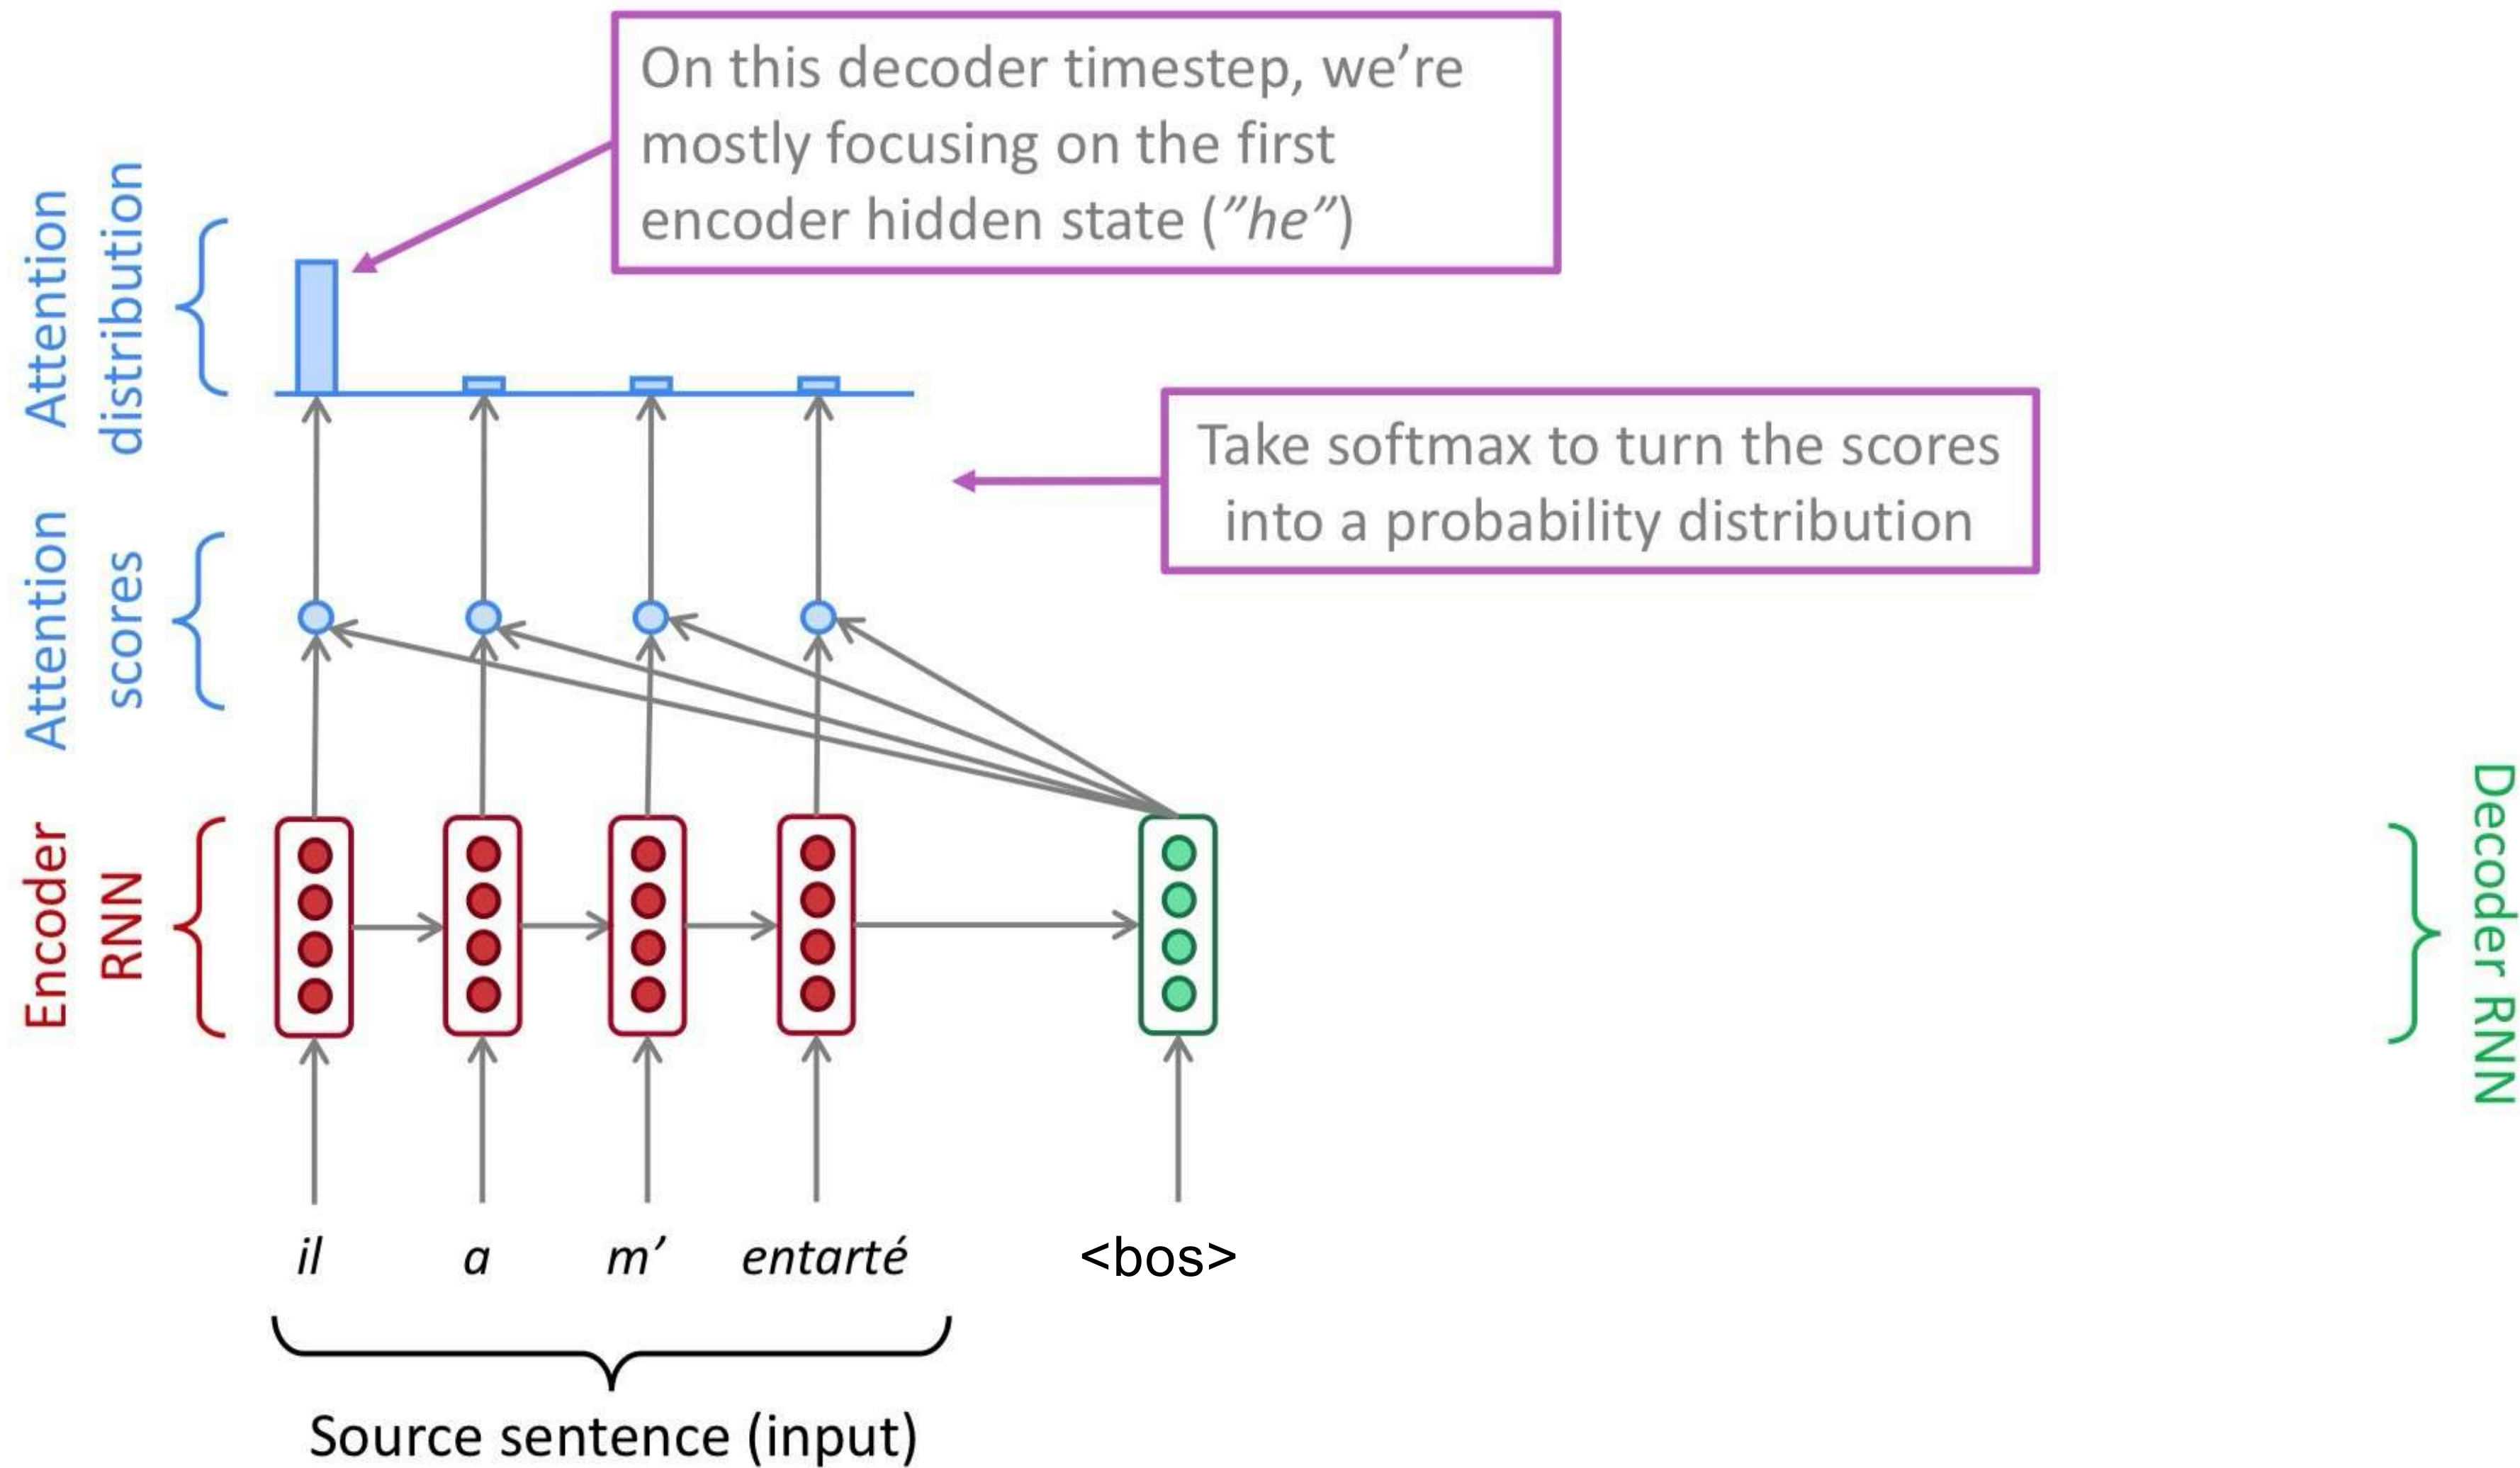 On this decoder timestep, we’re
mostly focusing on the first
encoder hidden state (”he”)
Attention
distribution
Take softmax to turn the scores
into a probability distribution
Attention
scores
Encoder
RNN
Decoder RNN
il a m’ entarté <bos>
Source sentence (input)